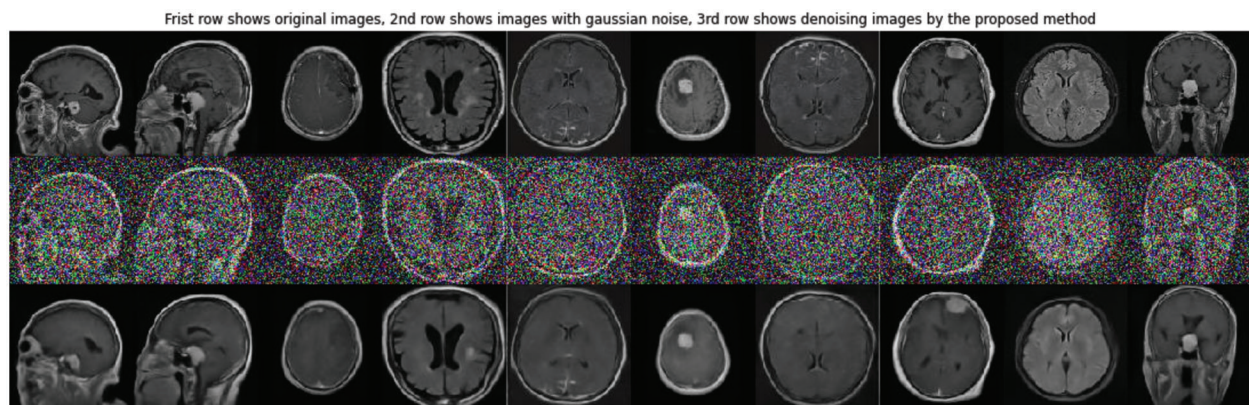 Frist row shows original images, 2nd row shows images with gaussian noise, 3rd row shows denoising images by the proposed method